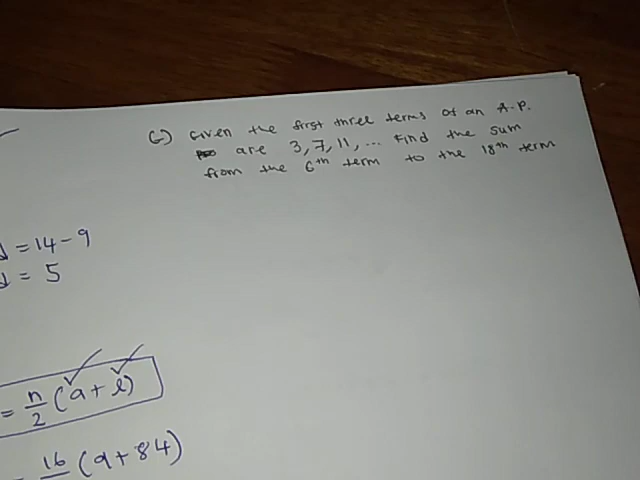 6) Given the first three terms of an A.P.
are 3, 7, 11, ... Find the sum
from the 6th term to the 18th term
d = 14 - 9
d = 5
= n/2 (a + l)
= 16 (a + 84)